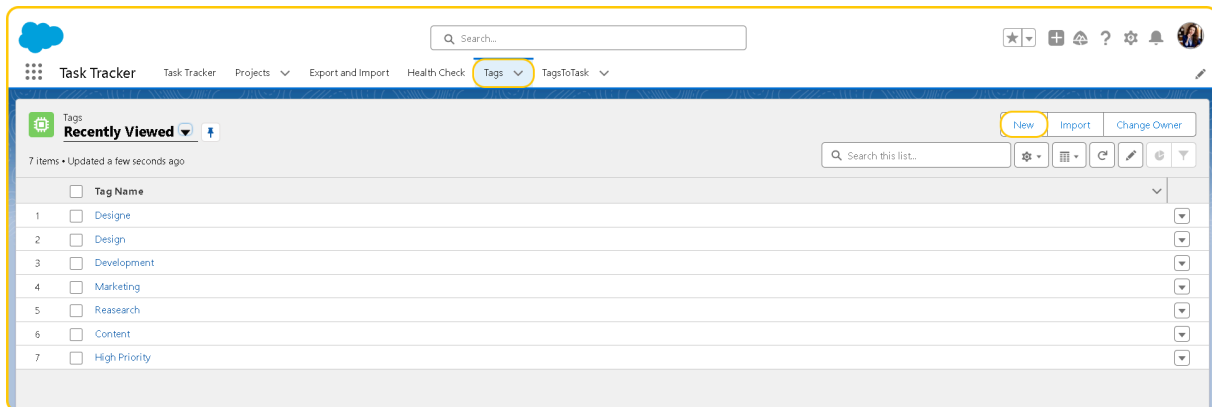 Search...
Task Tracker Task Tracker Projects Export and Import Health Check Tags TagsToTask
Tags
Recently Viewed
New Import Change Owner
7 items • Updated a few seconds ago
Search this list...
Tag Name
1 Designe
2 Design
3 Development
4 Marketing
5 Reasearch
6 Content
7 High Priority